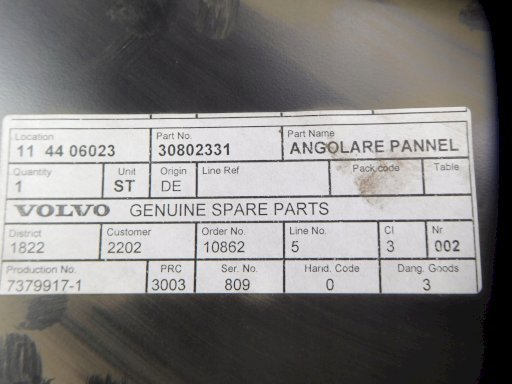 Location Part No. Part Name
11 44 06023 30802331 ANGOLARE PANNEL
Quantity Unit Origin Line Ref Pack code Table
1 ST DE
VOLVO GENUINE SPARE PARTS
District Customer Order No. Line No. CI Nr
1822 2202 10862 5 3 002
Production No. PRC Ser. No. Hand. Code Dang. Goods
7379917-1 3003 809 0 3